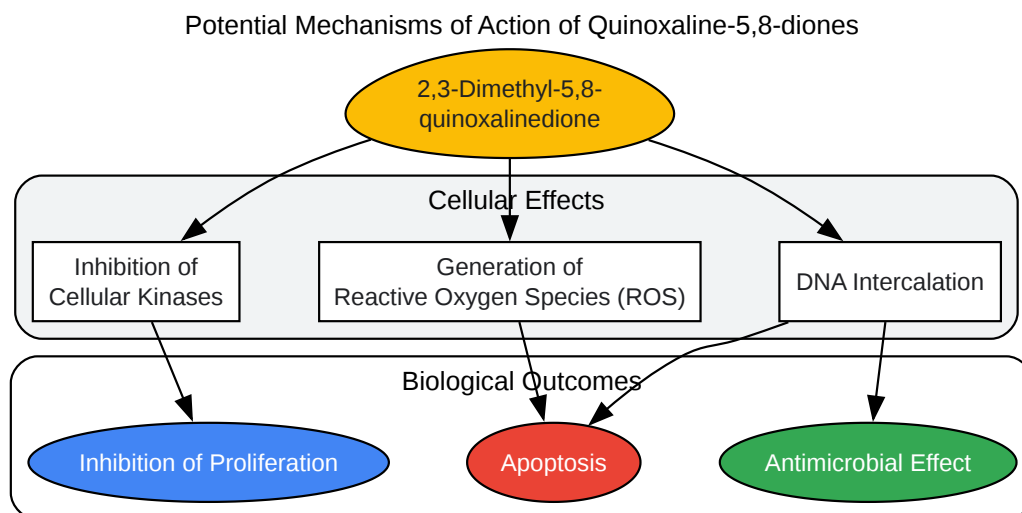 Potential Mechanisms of Action of Quinoxaline-5,8-diones
2,3-Dimethyl-5,8-
quinoxalinedione
Cellular Effects
Inhibition of
Cellular Kinases
Generation of
Reactive Oxygen Species (ROS)
DNA Intercalation
Biological Outcomes
Inhibition of Proliferation
Apoptosis
Antimicrobial Effect